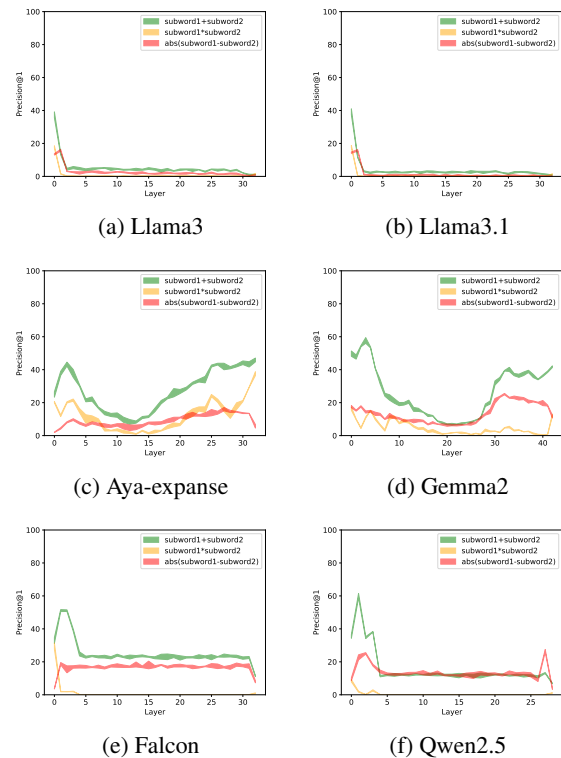 subword1+subword2
subword1*subword2
abs(subword1-subword2)
Precision@1
100
80
60
40
20
0
0 5 10 15 20 25 30
Layer
(a) Llama3
subword1+subword2
subword1*subword2
abs(subword1-subword2)
Precision@1
100
80
60
40
20
0
0 5 10 15 20 25 30
Layer
(b) Llama3.1
subword1+subword2
subword1*subword2
abs(subword1-subword2)
Precision@1
100
80
60
40
20
0
0 5 10 15 20 25 30
Layer
(c) Aya-expanse
subword1+subword2
subword1*subword2
abs(subword1-subword2)
Precision@1
100
80
60
40
20
0
0 10 20 30 40
Layer
(d) Gemma2
subword1+subword2
subword1*subword2
abs(subword1-subword2)
Precision@1
100
80
60
40
20
0
0 5 10 15 20 25 30
Layer
(e) Falcon
subword1+subword2
subword1*subword2
abs(subword1-subword2)
Precision@1
100
80
60
40
20
0
0 5 10 15 20 25
Layer
(f) Qwen2.5